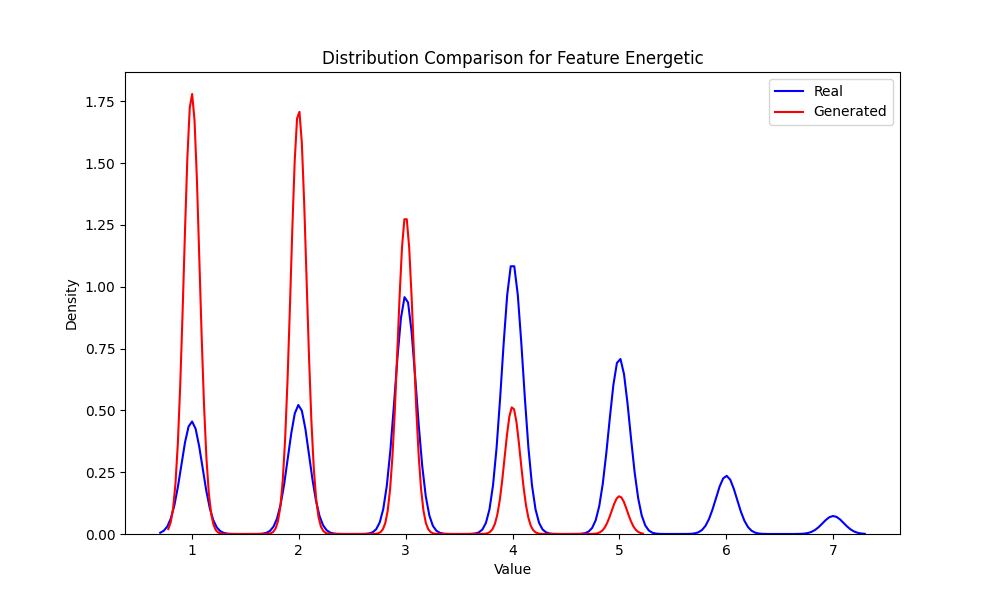 Distribution Comparison for Feature Energetic
Real
Generated
Density
1.75
1.50
1.25
1.00
0.75
0.50
0.25
0.00
1 2 3 4 5 6 7
Value